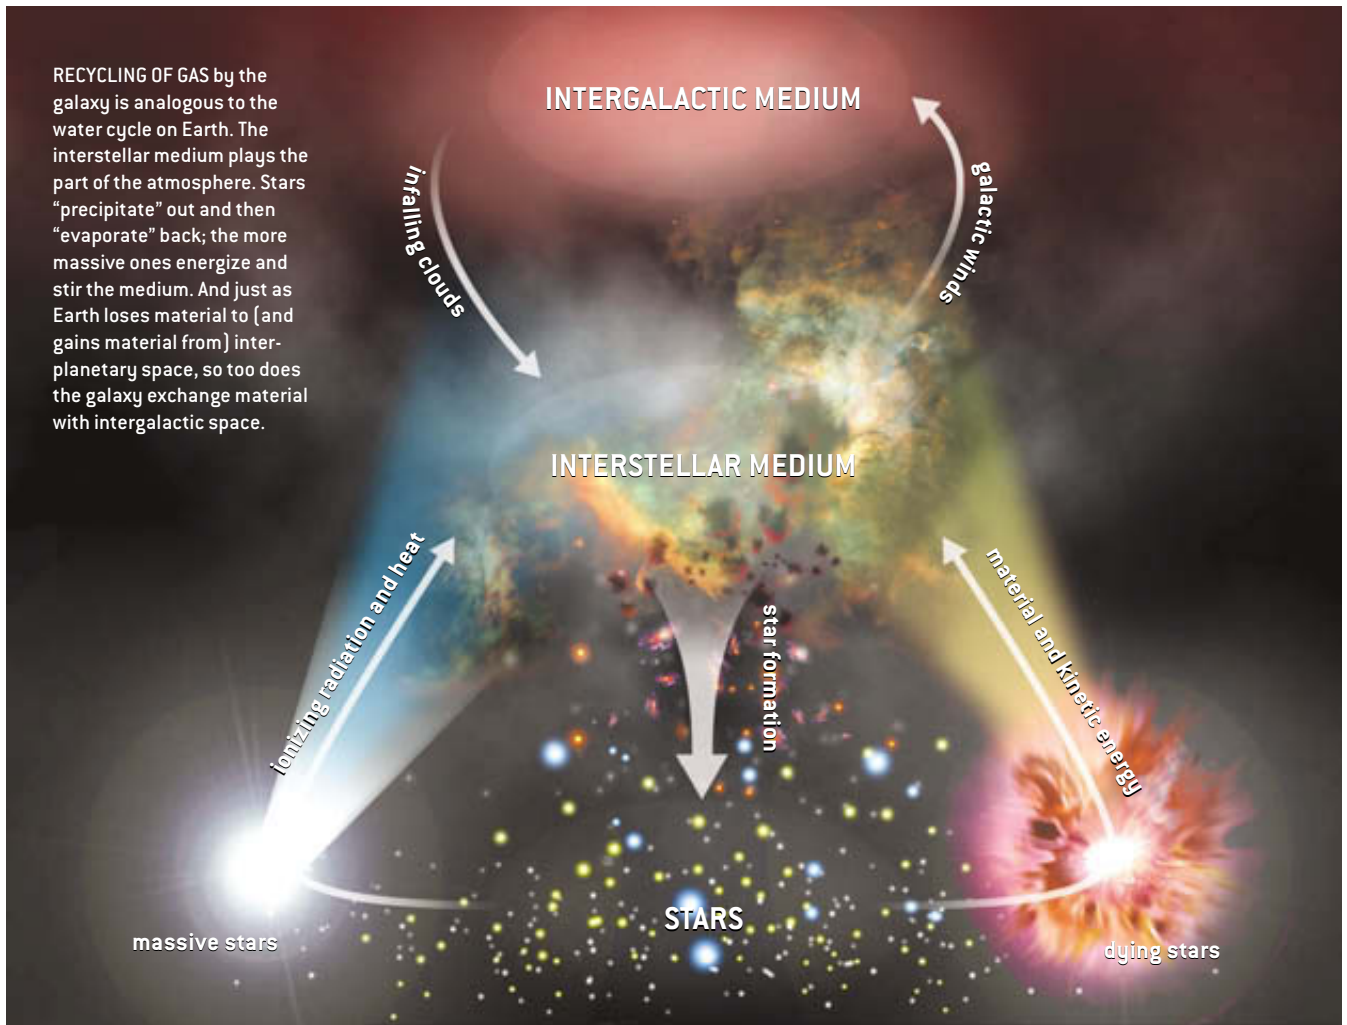 RECYCLING OF GAS by the
galaxy is analogous to the
water cycle on Earth. The
interstellar medium plays the
part of the atmosphere. Stars
“precipitate” out and then
“evaporate” back; the more
massive ones energize and
stir the medium. And just as
Earth loses material to (and
gains material from) inter-
planetary space, so too does
the galaxy exchange material
with intergalactic space.
INTERGALACTIC MEDIUM
infalling clouds
galactic winds
INTERSTELLAR MEDIUM
ionizing radiation and heat
star formation
material and kinetic energy
STARS
massive stars
dying stars